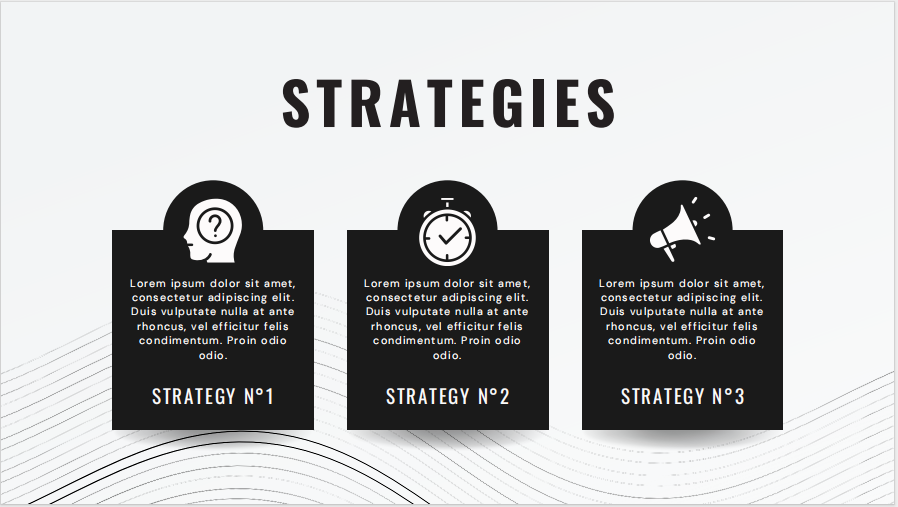 STRATEGIES
?
Lorem ipsum dolor sit amet,
consectetur adipiscing elit.
Duis vulputate nulla at ante
rhoncus, vel efficitur felis
condimentum. Proin odio
odio.
STRATEGY N°1
Lorem ipsum dolor sit amet,
consectetur adipiscing elit.
Duis vulputate nulla at ante
rhoncus, vel efficitur felis
condimentum. Proin odio
odio.
STRATEGY N°2
Lorem ipsum dolor sit amet,
consectetur adipiscing elit.
Duis vulputate nulla at ante
rhoncus, vel efficitur felis
condimentum. Proin odio
odio.
STRATEGY N°3